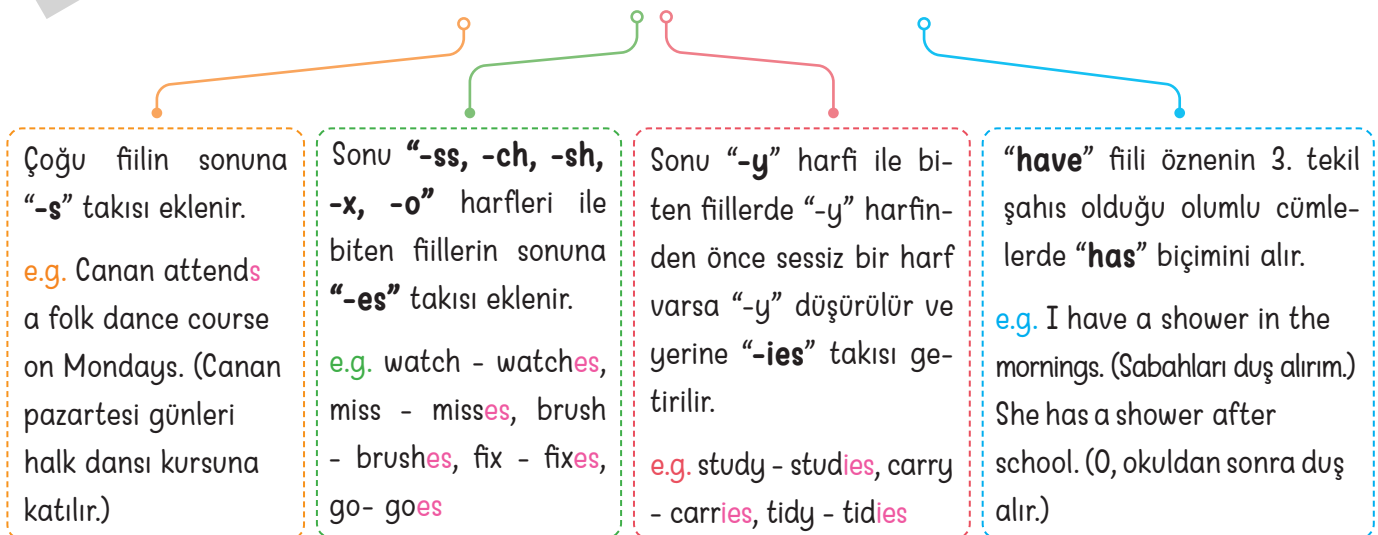 Çoğu fiilin sonuna
“-s” takısı eklenir.
e.g. Canan attends
a folk dance course
on Mondays. (Canan
pazartesi günleri
halk dansı kursuna
katılır.)
Sonu “-ss, -ch, -sh,
-x, -o” harfleri ile
biten fiillerin sonuna
“-es” takısı eklenir.
e.g. watch - watches,
miss - misses, brush
- brushes, fix - fixes,
go- goes
Sonu “-y” harfi ile bi-
ten fiillerde “-y” harfin-
den önce sessiz bir harf
varsa “-y” düşürülür ve
yerine “-ies” takısı ge-
tirilir.
e.g. study - studies, carry
- carries, tidy - tidies
“have” fiili öznenin 3. tekil
şahıs olduğu olumlu cümle-
lerde “has” biçimini alır.
e.g. I have a shower in the
mornings. (Sabahları duş alırım.)
She has a shower after
school. (O, okuldan sonra duş
alır.)